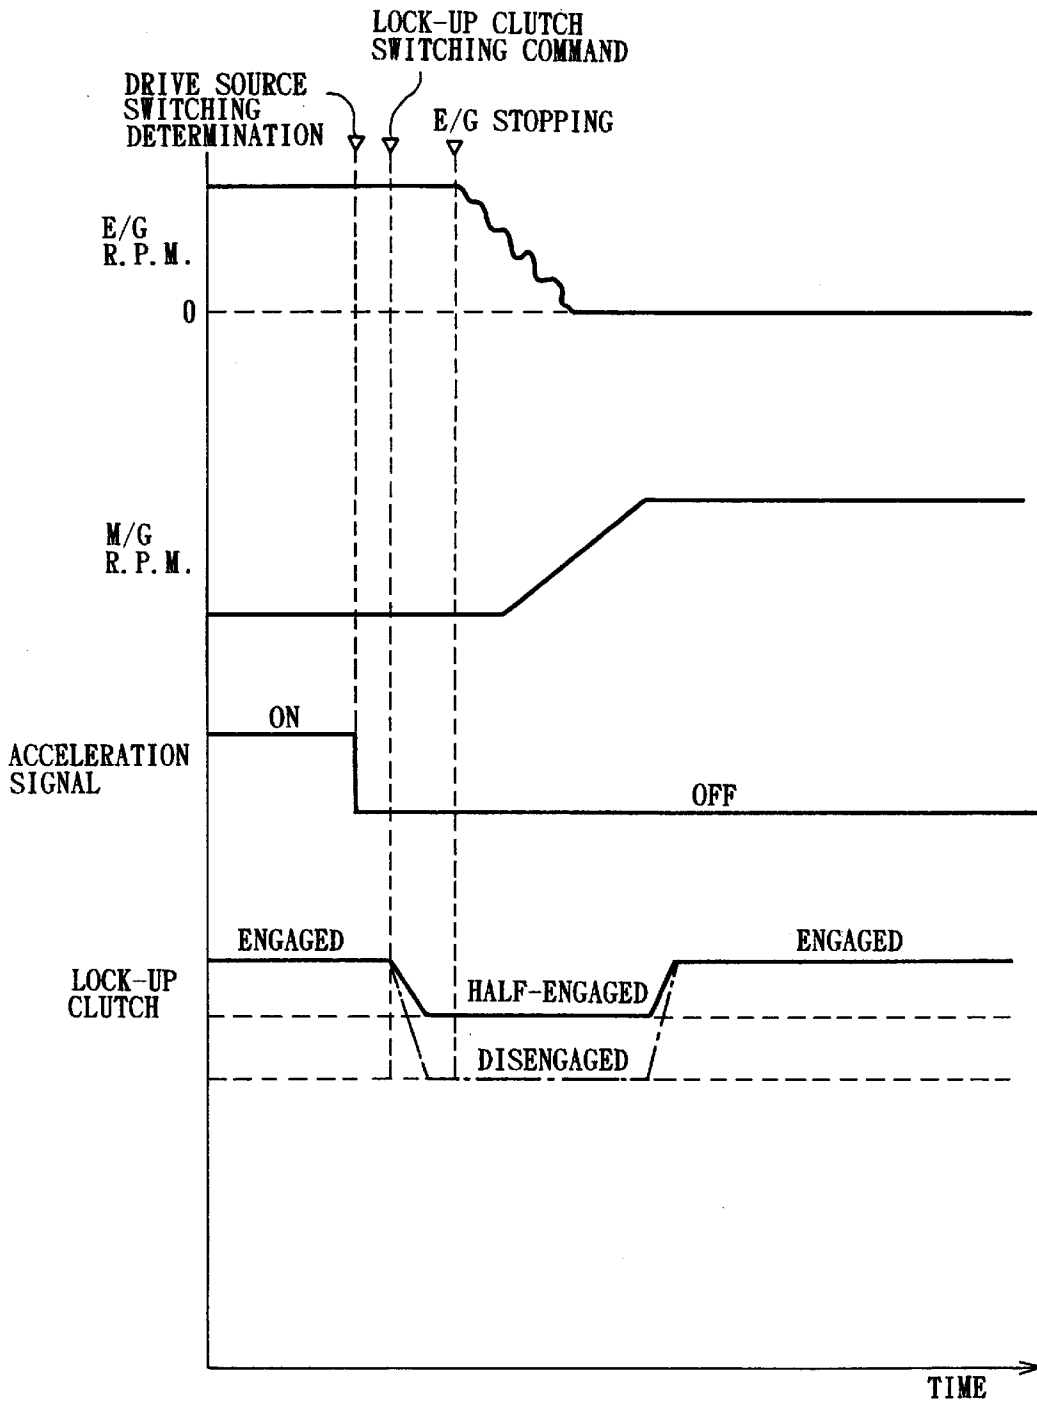 LOCK-UP CLUTCH
SWITCHING COMMAND
DRIVE SOURCE
SWITCHING
DETERMINATION
E/G STOPPING
E/G
R.P.M.
0
M/G
R.P.M.
ON
ACCELERATION
SIGNAL
OFF
ENGAGED
ENGAGED
LOCK-UP
CLUTCH
HALF-ENGAGED
DISENGAGED
TIME